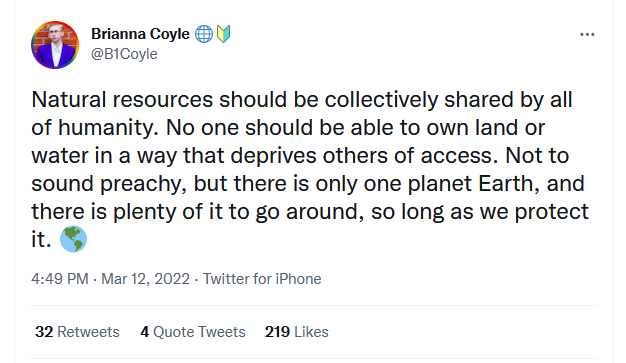 Brianna Coyle 🌐🔰
@B1Coyle
Natural resources should be collectively shared by all
of humanity. No one should be able to own land or
water in a way that deprives others of access. Not to
sound preachy, but there is only one planet Earth, and
there is plenty of it to go around, so long as we protect
it. 🌎
4:49 PM · Mar 12, 2022 · Twitter for iPhone
32 Retweets 4 Quote Tweets 219 Likes